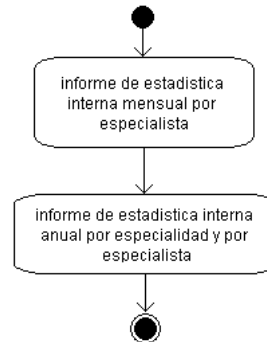 informe de estadistica
interna mensual por
especialista
informe de estadistica interna
anual por especialidad y por
especialista